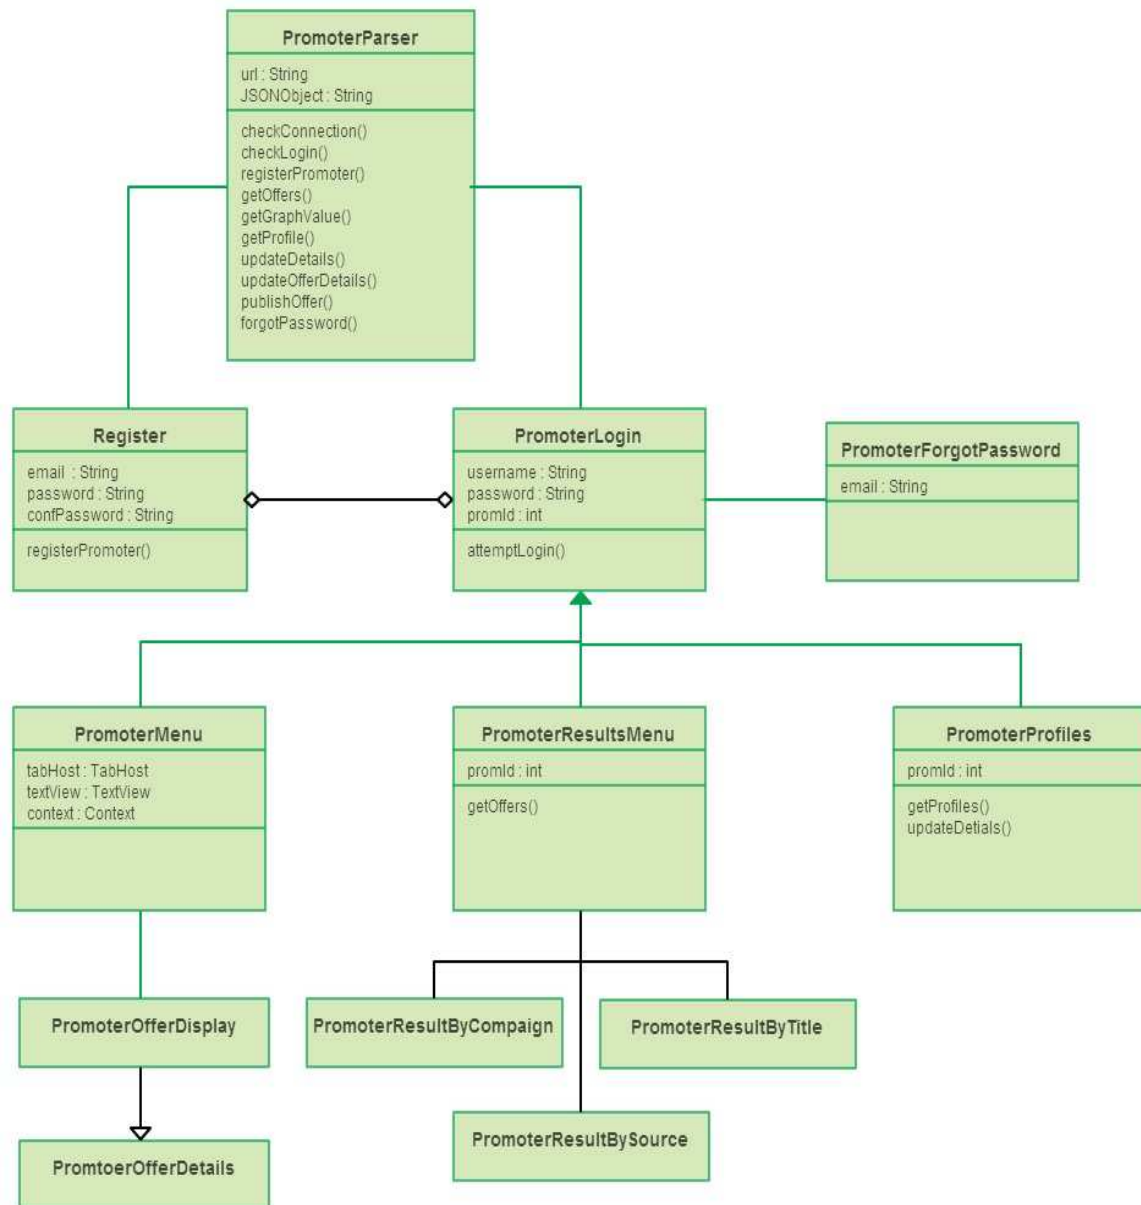 PromoterParser
url : String
JSONObject : String
checkConnection()
checkLogin()
registerPromoter()
getOffers()
getGraphValue()
getProfile()
updateDetails()
updateOfferDetails()
publishOffer()
forgotPassword()
Register
email : String
password : String
confPassword : String
registerPromoter()
PromoterLogin
username : String
password : String
promId : int
attemptLogin()
PromoterForgotPassword
email : String
PromoterMenu
tabHost : TabHost
textView : TextView
context : Context
PromoterResultsMenu
promId : int
getOffers()
PromoterProfiles
promId : int
getProfiles()
updateDetials()
PromoterOfferDisplay
PromoterResultByCompaign
PromoterResultByTitle
PromoterResultBySource
PromtoerOfferDetails